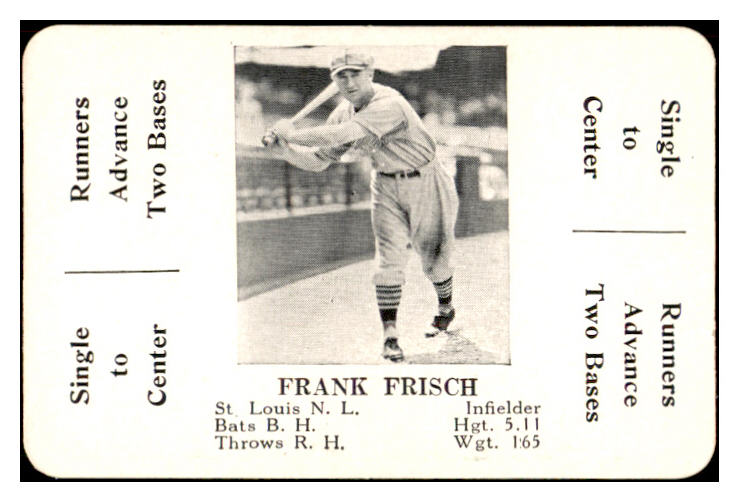 Runners
Advance
Two Bases
Single
to
Center
FRANK FRISCH
St. Louis N. L.
Bats B. H.
Throws R. H.
Infielder
Hgt. 5.11
Wgt. 165
Single
to
Center
Runners
Advance
Two Bases